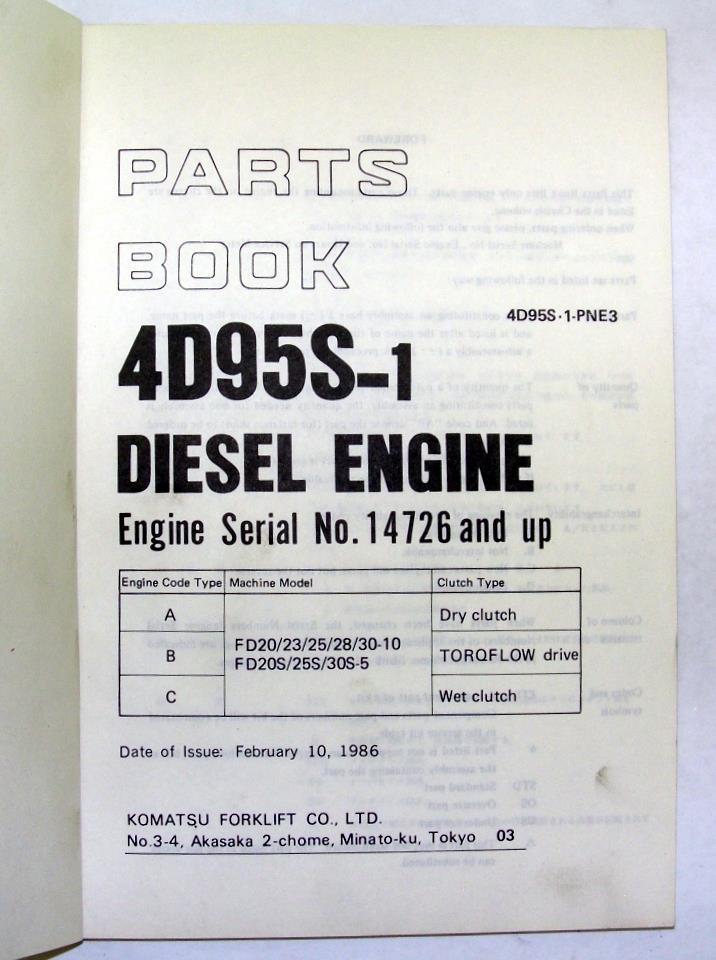 PARTS
BOOK
4D95S·1-PNE3
4D95S-1
DIESEL ENGINE
Engine Serial No. 14726 and up
Engine Code Type Machine Model Clutch Type
A Dry clutch
FD20/23/25/28/30-10
B TORQFLOW drive
FD20S/25S/30S-5
C Wet clutch
Date of Issue: February 10, 1986
KOMATSU FORKLIFT CO., LTD.
No.3-4, Akasaka 2-chome, Minato-ku, Tokyo 03